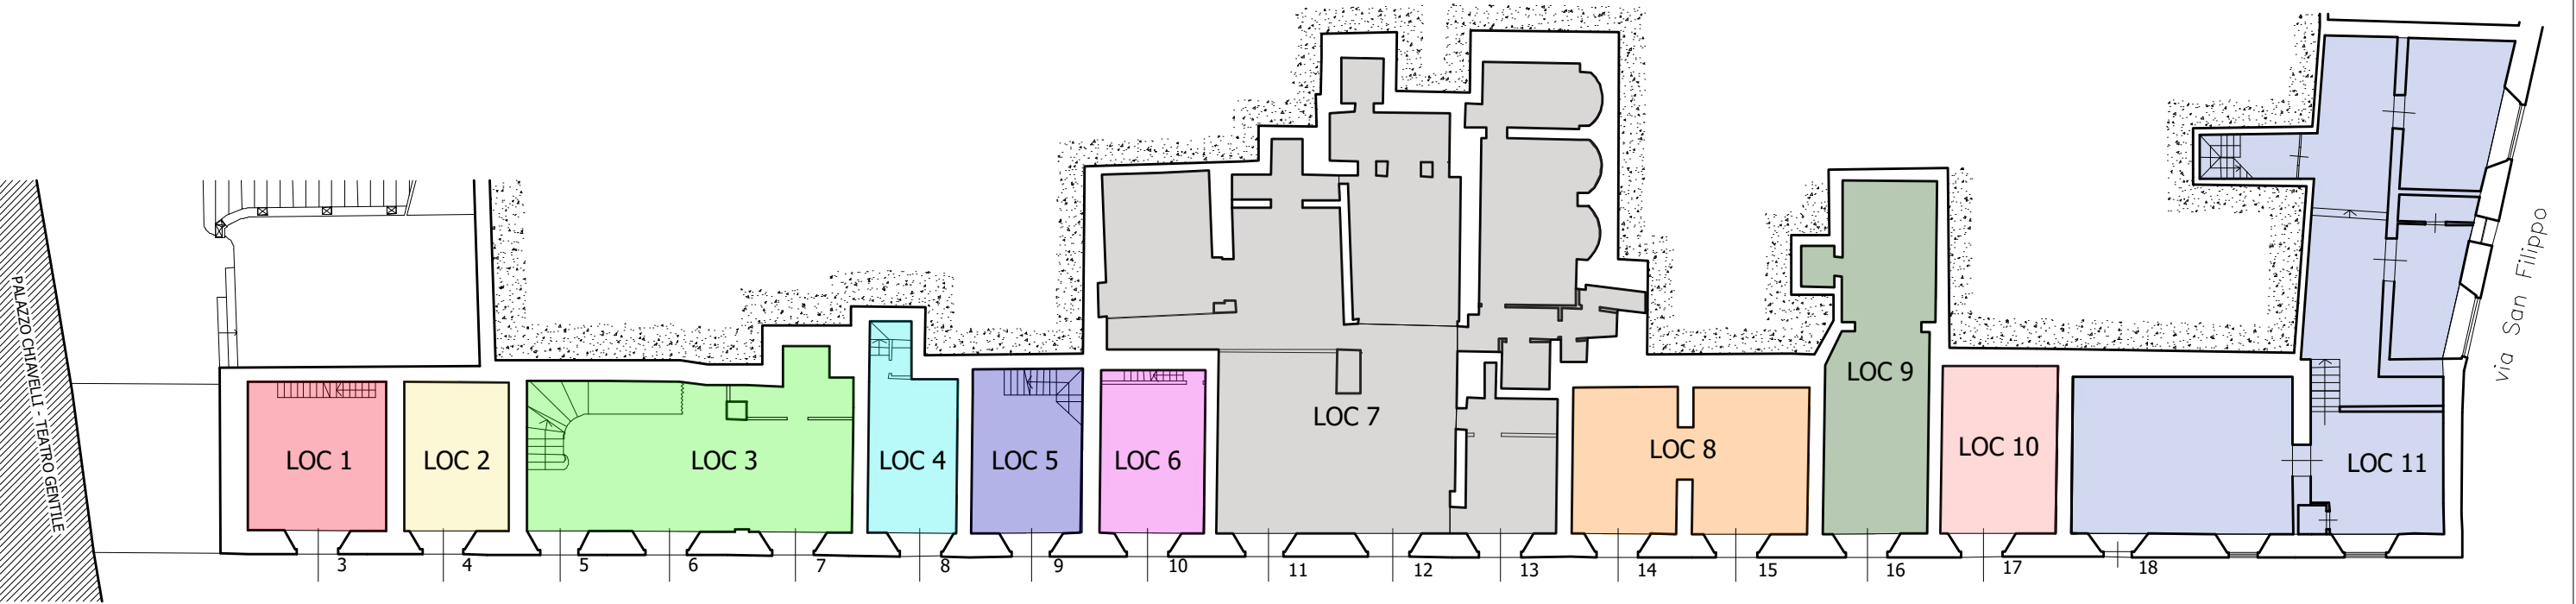 PALAZZO CHIAVELLI - TEATRO GENTILE
LOC 1
LOC 2
LOC 3
LOC 4
LOC 5
LOC 6
LOC 7
LOC 8
LOC 9
LOC 10
LOC 11
via San Filippo
3
4
5
6
7
8
9
10
11
12
13
14
15
16
17
18